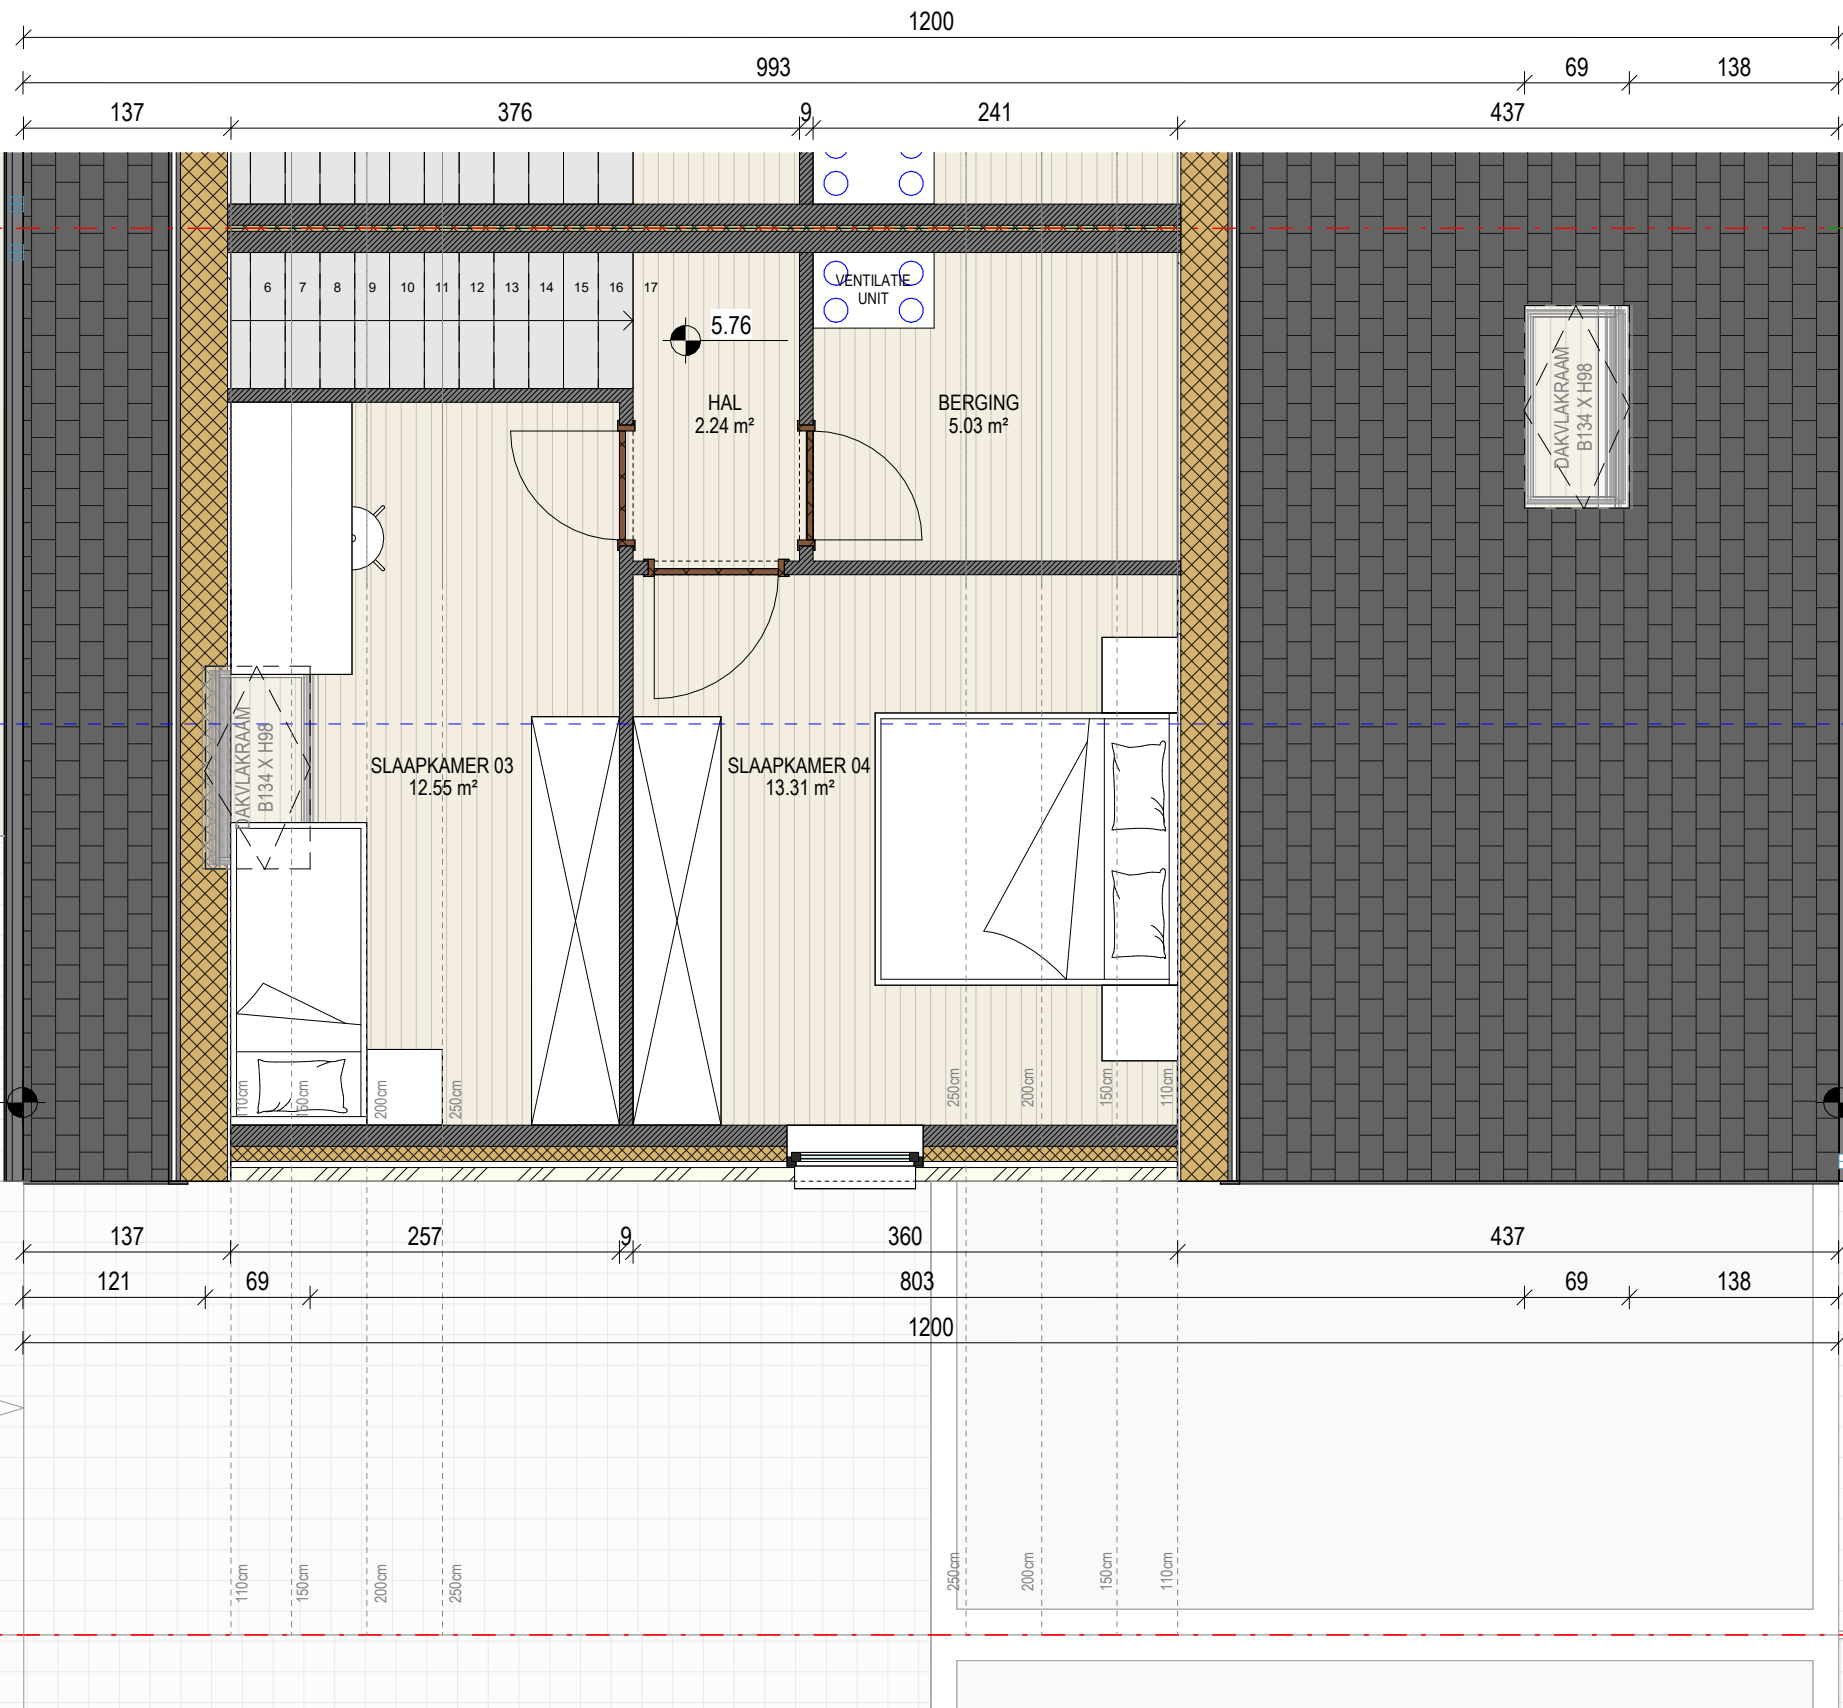 1200
993 69 138
137 376 9 241 437
6 7 8 9 10 11 12 13 14 15 16 17
VENTILATIE
UNIT
5.76
HAL
2.24 m²
BERGING
5.03 m²
DAKVLAKRAAM
B134 X H98
DAKVLAKRAAM
B134 X H98
SLAAPKAMER 03
12.55 m²
SLAAPKAMER 04
13.31 m²
110cm 150cm 200cm 250cm 250cm 200cm 150cm 110cm
137 257 9 360 437
121 69 803 69 138
1200
110cm 150cm 200cm 250cm 250cm 200cm 150cm 110cm